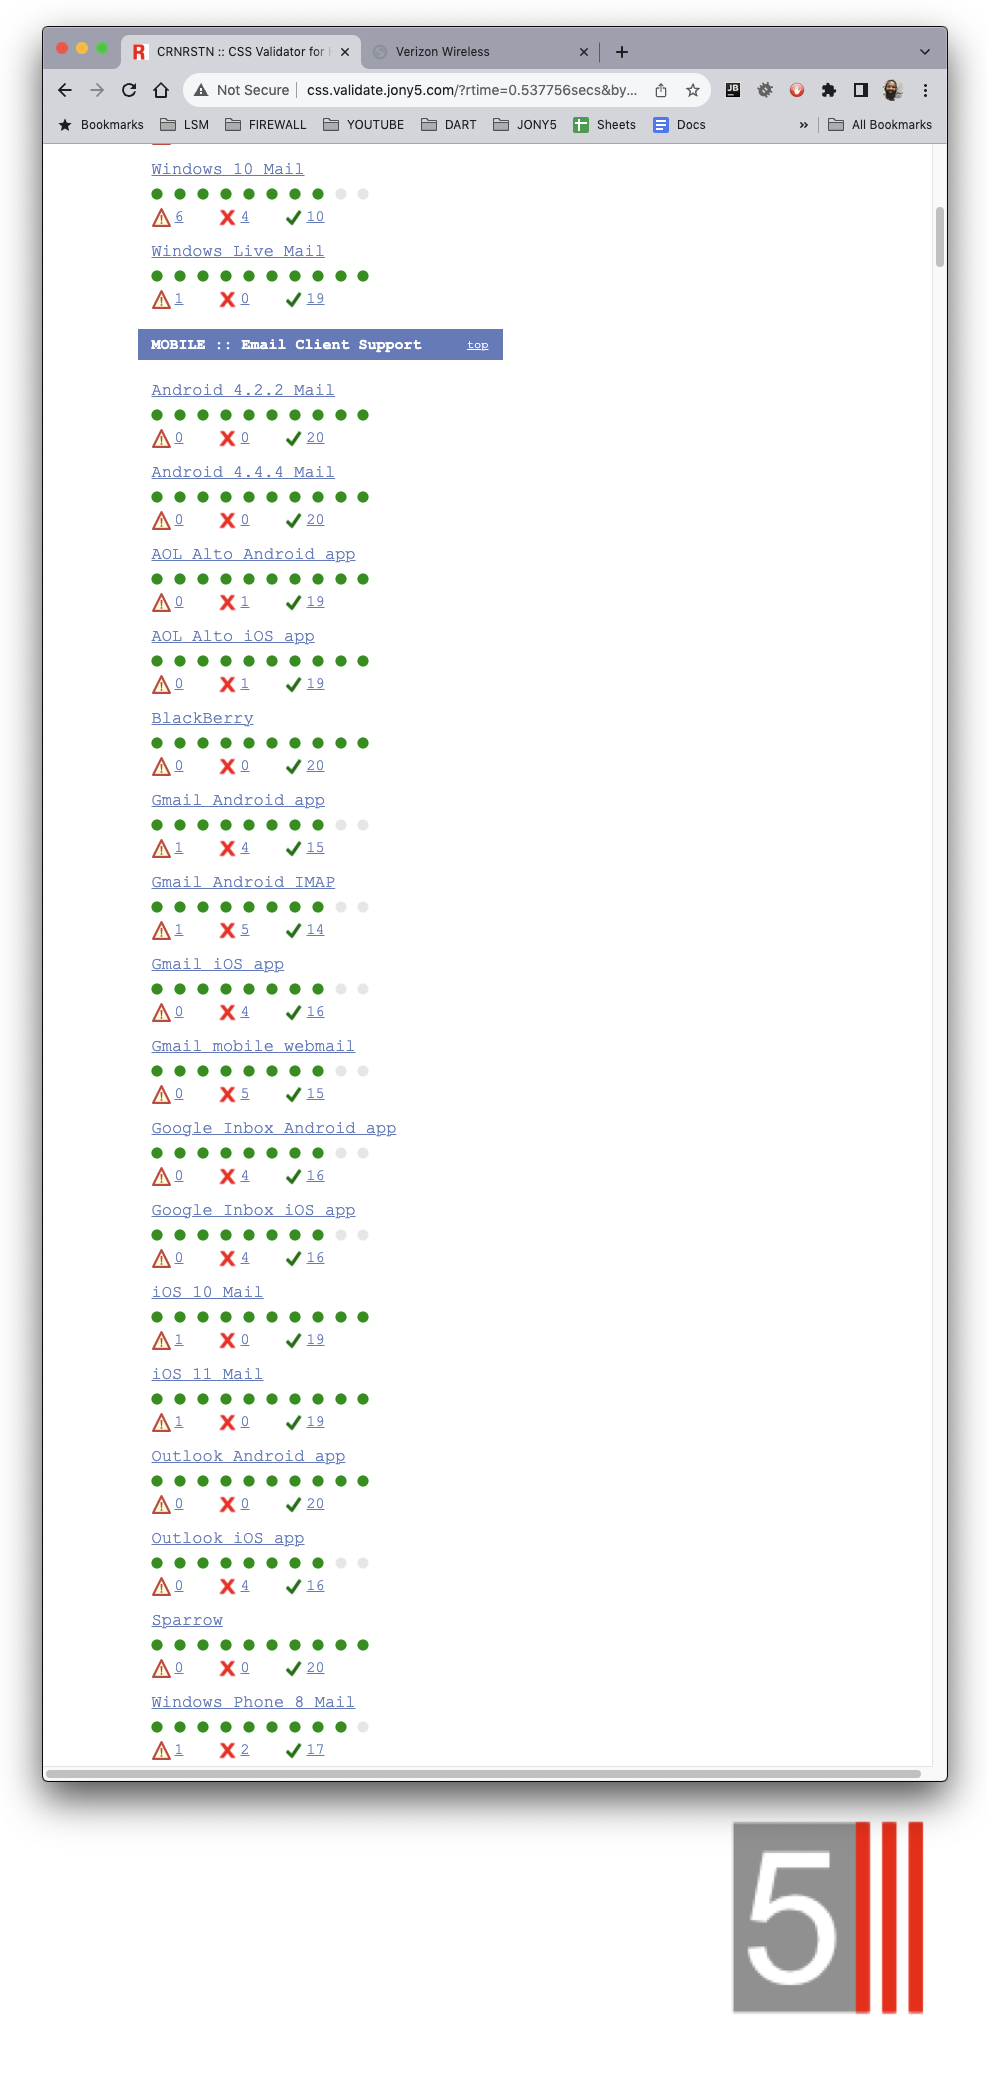 CRNRSTN :: CSS Validator for
Verizon Wireless
Not Secure
css.validate.jony5.com/?rtime=0.537756secs&by...
JB
Bookmarks
LSM
FIREWALL
YOUTUBE
DART
JONY5
Sheets
Docs
»
All Bookmarks
Windows 10 Mail
6 4 10
Windows Live Mail
1 0 19
MOBILE :: Email Client Support top
Android 4.2.2 Mail
0 0 20
Android 4.4.4 Mail
0 0 20
AOL Alto Android app
0 1 19
AOL Alto iOS app
0 1 19
BlackBerry
0 0 20
Gmail Android app
1 4 15
Gmail Android IMAP
1 5 14
Gmail iOS app
0 4 16
Gmail mobile webmail
0 5 15
Google Inbox Android app
0 4 16
Google Inbox iOS app
0 4 16
iOS 10 Mail
1 0 19
iOS 11 Mail
1 0 19
Outlook Android app
0 0 20
Outlook iOS app
0 4 16
Sparrow
0 0 20
Windows Phone 8 Mail
1 2 17
5